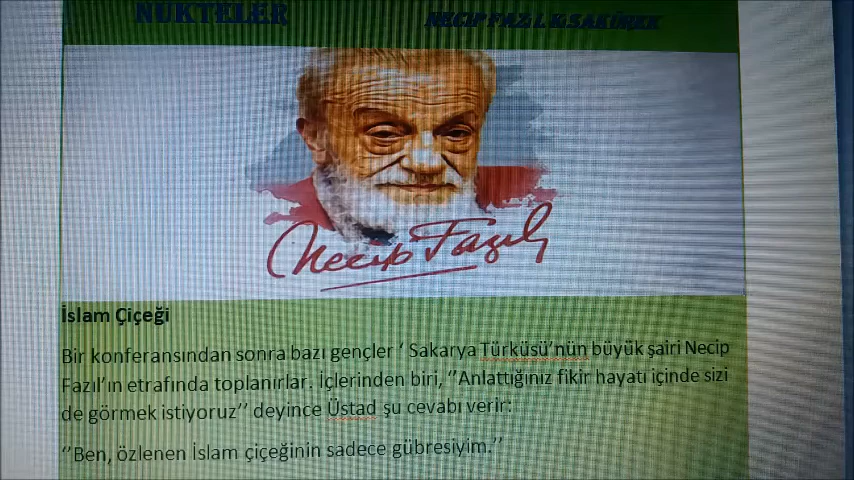 NÜKTELER
NECİP FAZIL KISAKÜREK
Necip Fazıl
İslam Çiçeği
Bir konferansından sonra bazı gençler ‘ Sakarya Türküsü’nün büyük şairi Necip
Fazıl’ın etrafında toplanırlar. İçlerinden biri, ‘’Anlattığınız fikir hayatı içinde sizi
de görmek istiyoruz’’ deyince Üstad şu cevabı verir:
‘’Ben, özlenen İslam çiçeğinin sadece gübresiyim.’’